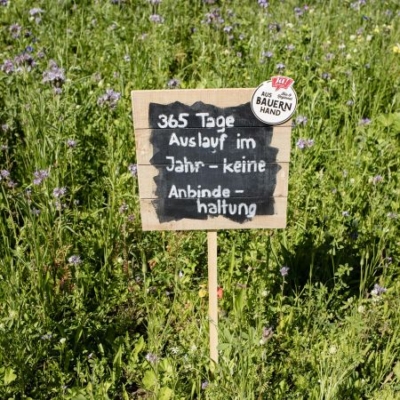 365 Tage
Auslauf im
Jahr – keine
Anbinde-
haltung
AUS
BAUERN
HAND